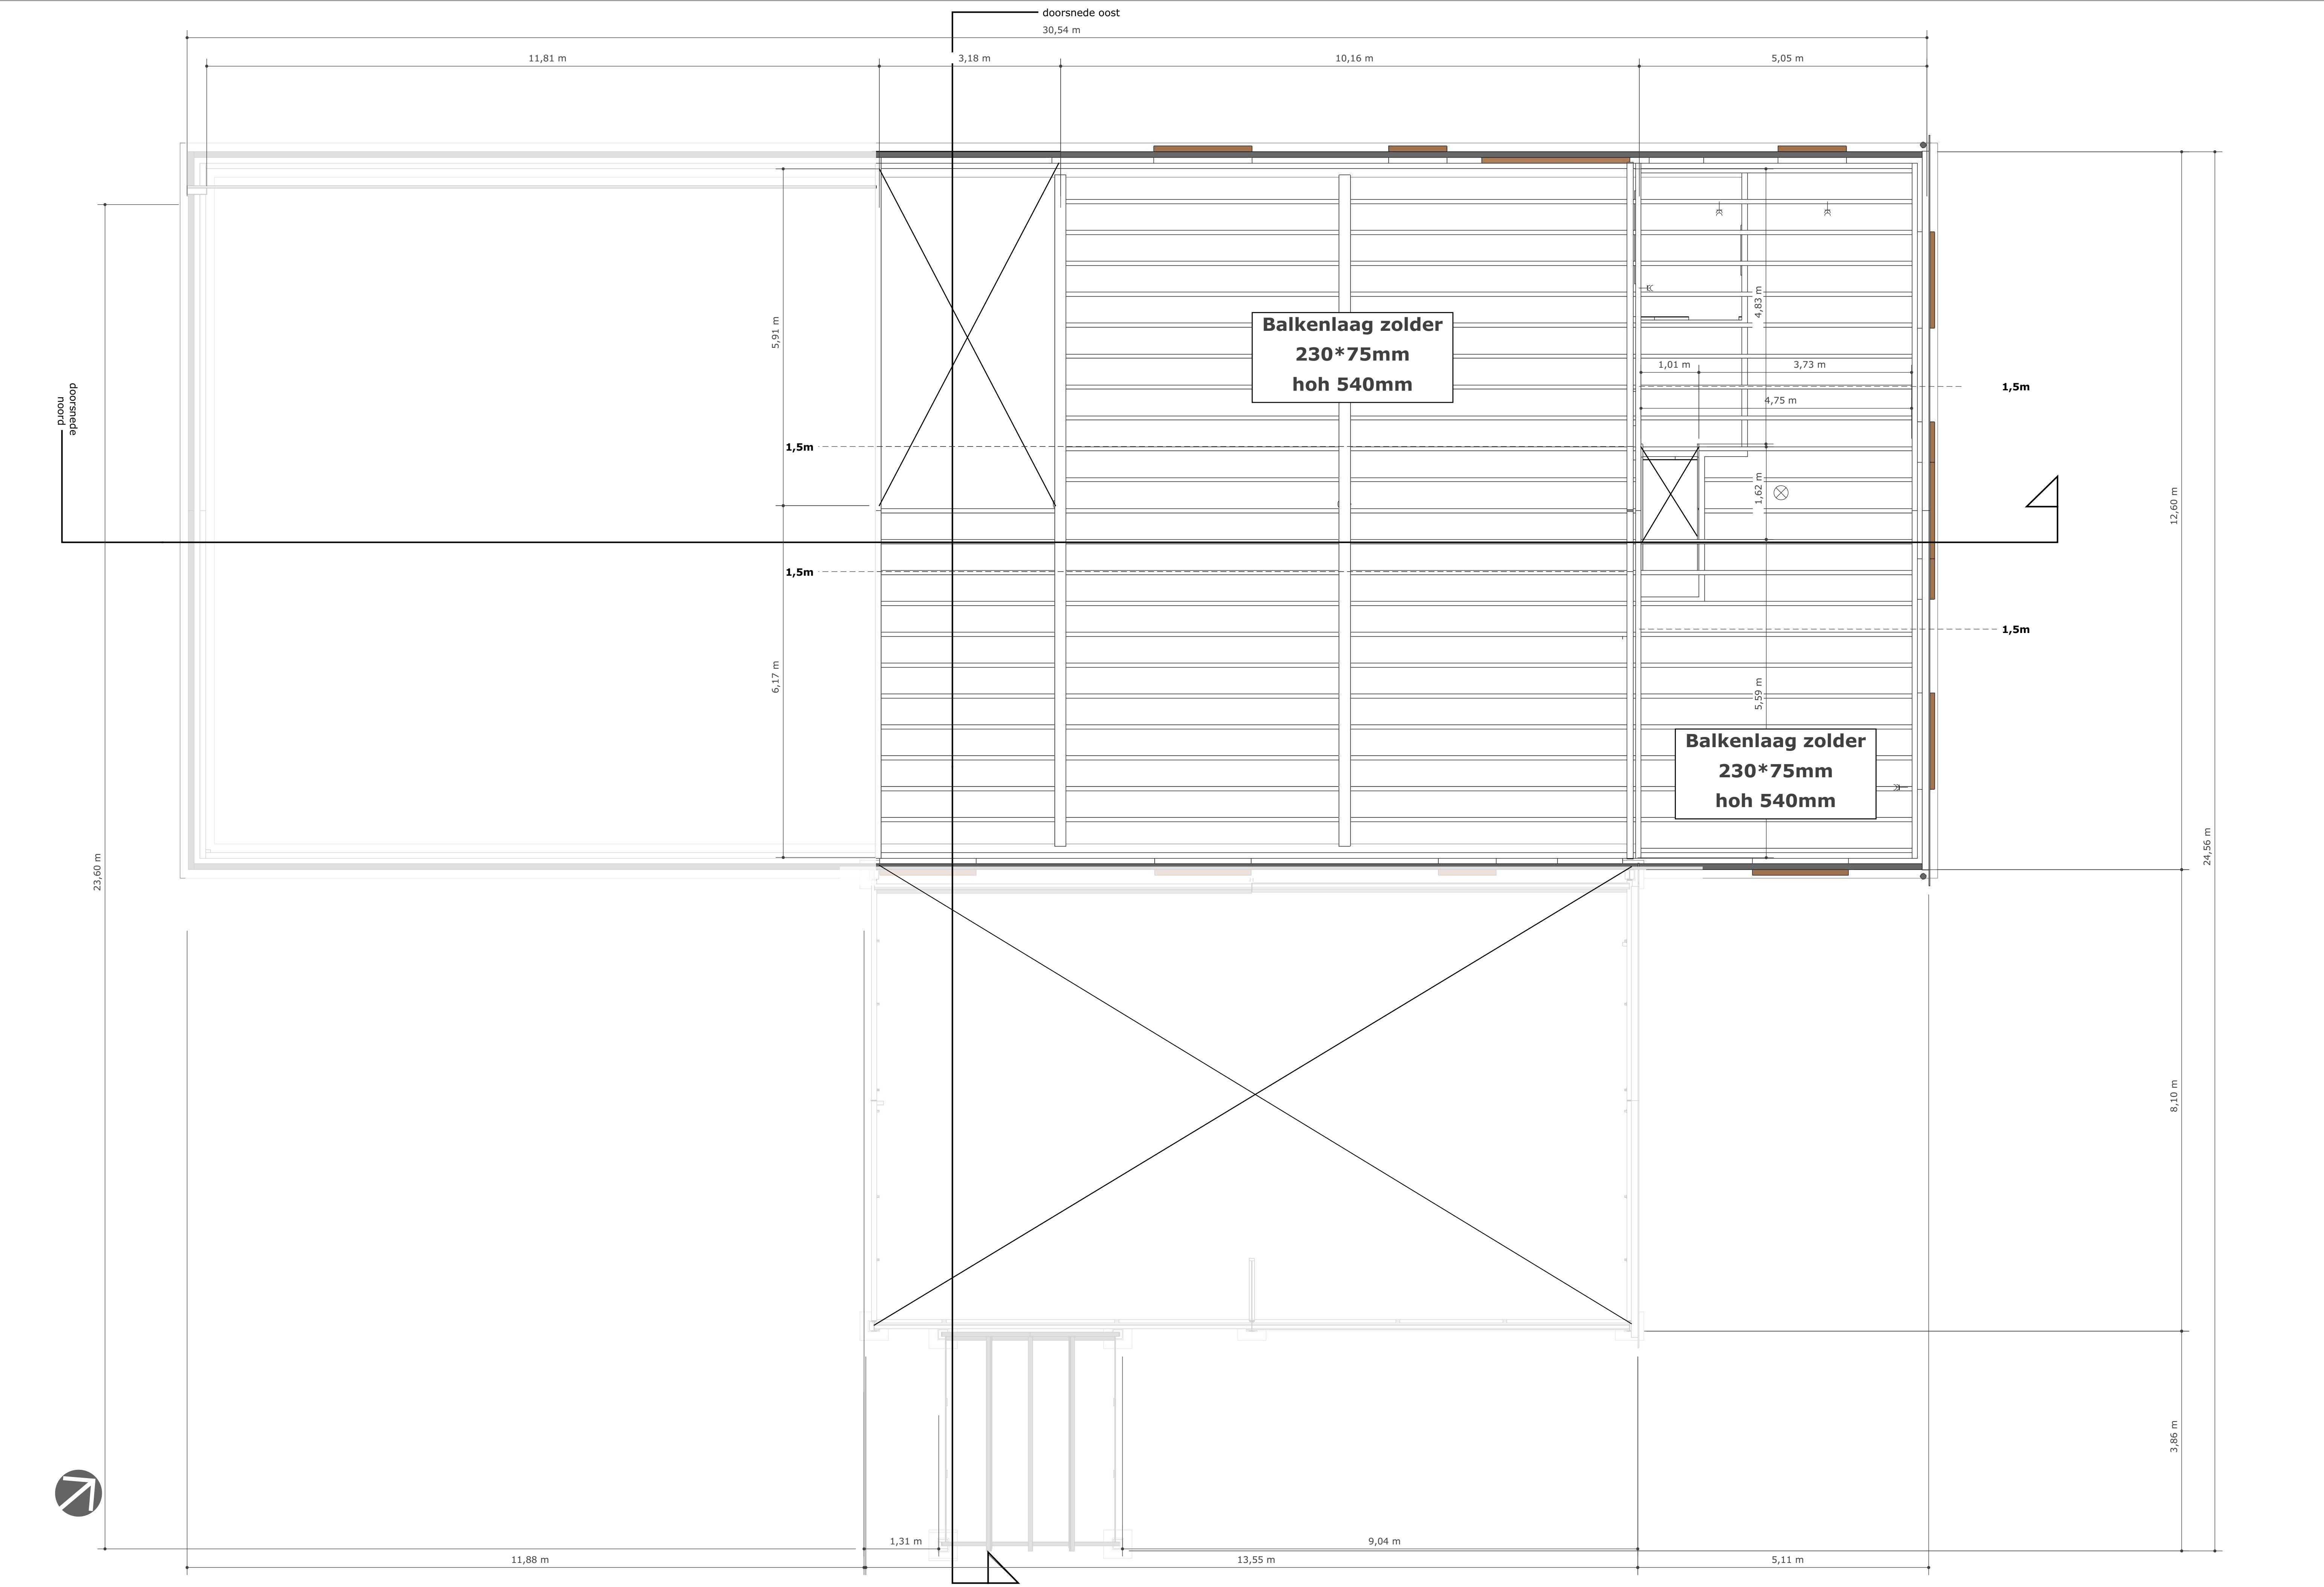 doorsnede oost
30,54 m
11,81 m
3,18 m
10,16 m
5,05 m
5,91 m
4,83 m
Balkenlaag zolder
230*75mm
hoh 540mm
1,01 m
3,73 m
4,75 m
1,5m
doorsnede
noord
1,5m
1,62 m
12,60 m
1,5m
1,5m
6,17 m
5,59 m
Balkenlaag zolder
230*75mm
hoh 540mm
23,60 m
24,56 m
8,10 m
3,86 m
1,31 m
9,04 m
11,88 m
13,55 m
5,11 m